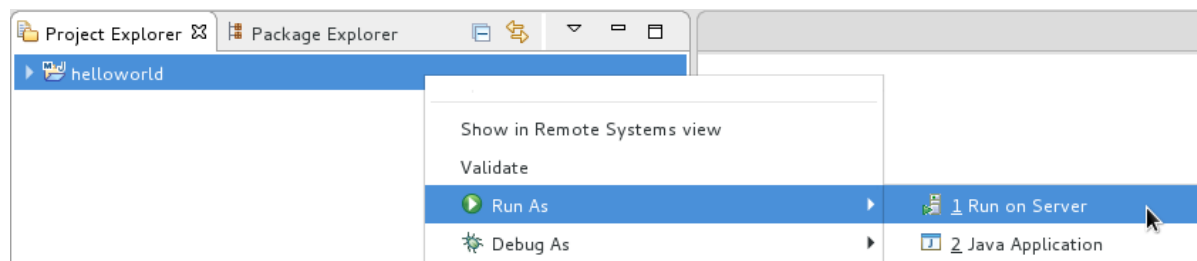 Project Explorer Package Explorer
helloworld
Show in Remote Systems view
Validate
Run As 1 Run on Server
Debug As 2 Java Application